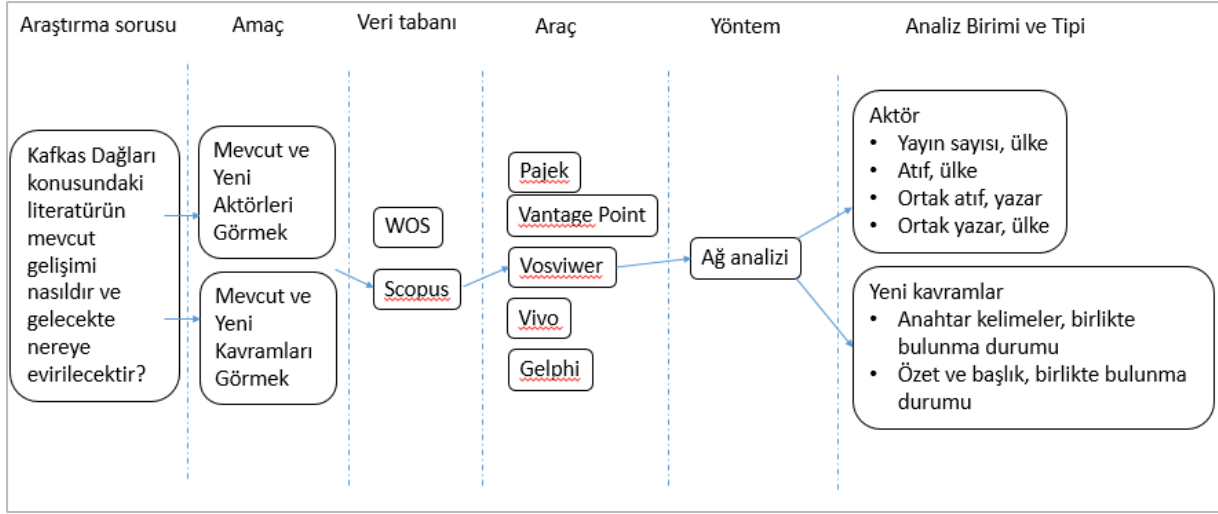 Araştırma sorusu
Amaç
Veri tabanı
Araç
Yöntem
Analiz Birimi ve Tipi
Kafkas Dağları
konusundaki
literatürün
mevcut
gelişimi
nasıldır ve
gelecekte
nereye
evirilecektir?
Mevcut ve
Yeni
Aktörleri
Görmek
Mevcut ve
Yeni
Kavramları
Görmek
WOS
Scopus
Pajek
Vantage Point
Vosviwer
Vivo
Gelphi
Ağ analizi
Aktör
• Yayın sayısı, ülke
• Atıf, ülke
• Ortak atıf, yazar
• Ortak yazar, ülke
Yeni kavramlar
• Anahtar kelimeler, birlikte
bulunma durumu
• Özet ve başlık, birlikte bulunma
durumu